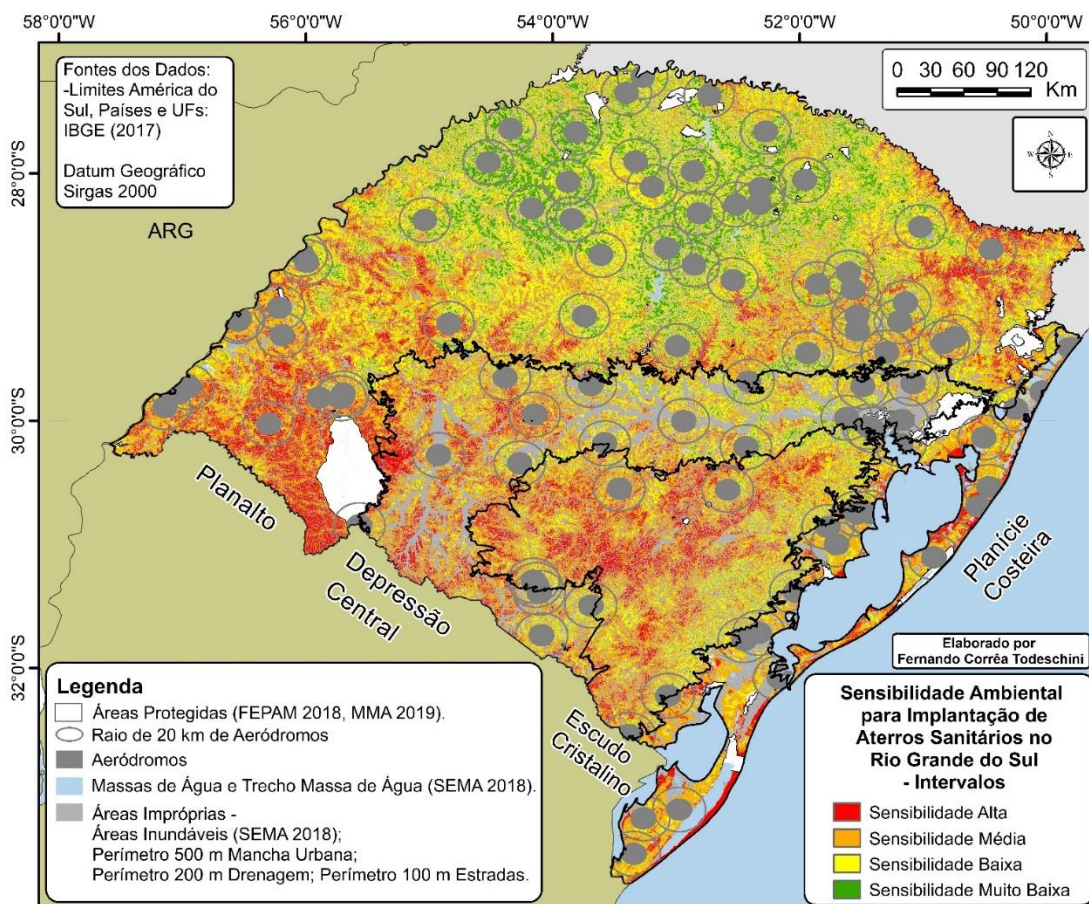 58°0'0"W
56°0'0"W
54°0'0"W
52°0'0"W
50°0'0"W
Fontes dos Dados:
-Limites América do
Sul, Países e UFs:
IBGE (2017)
Datum Geográfico
Sirgas 2000
0 30 60 90 120
Km
N
W E
S
28°0'0"S
30°0'0"S
32°0'0"S
ARG
Planalto
Depressão
Central
Escudo
Cristalino
Planície
Costeira
Elaborado por
Fernando Corrêa Todeschini
Legenda
Áreas Protegidas (FEPAM 2018, MMA 2019).
Raio de 20 km de Aeródromos
Aeródromos
Massas de Água e Trecho Massa de Água (SEMA 2018).
Áreas Impróprias -
Áreas Inundáveis (SEMA 2018);
Perímetro 500 m Mancha Urbana;
Perímetro 200 m Drenagem; Perímetro 100 m Estradas.
Sensibilidade Ambiental
para Implantação de
Aterros Sanitários no
Rio Grande do Sul
- Intervalos
Sensibilidade Alta
Sensibilidade Média
Sensibilidade Baixa
Sensibilidade Muito Baixa